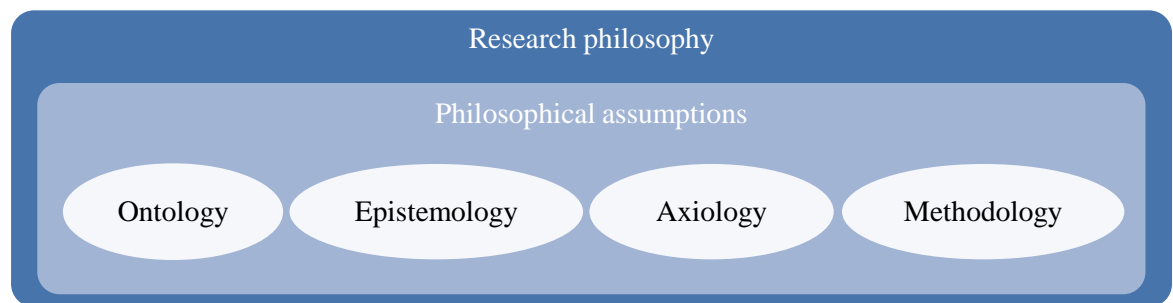 Research philosophy
Philosophical assumptions
Ontology
Epistemology
Axiology
Methodology